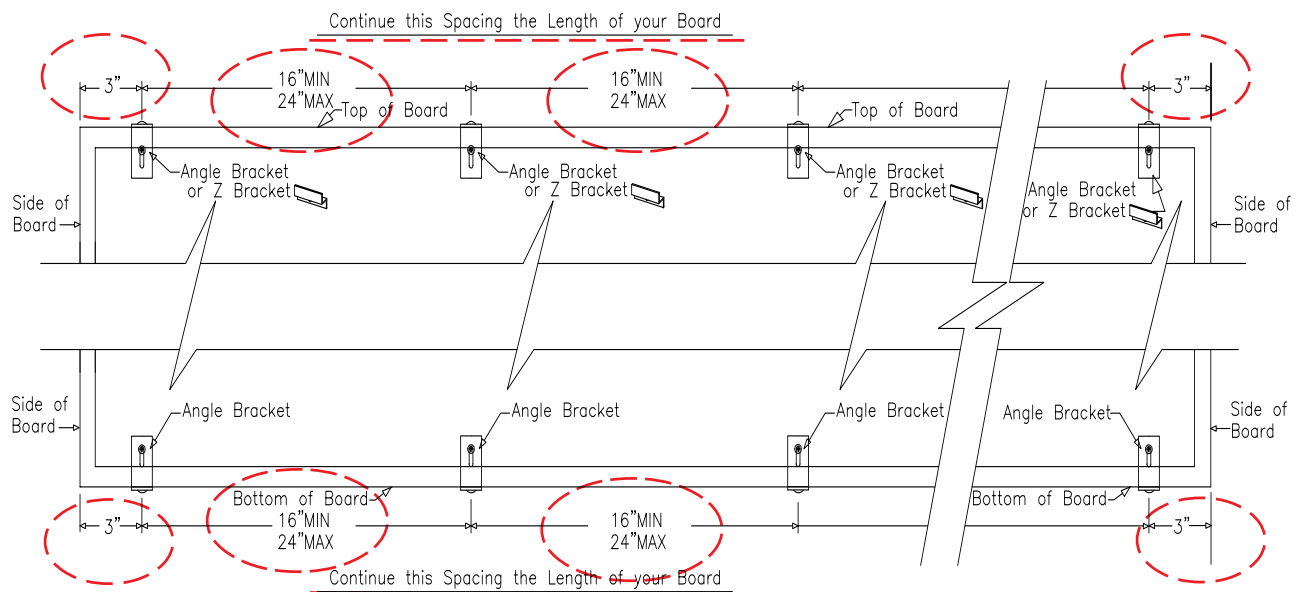 Continue this Spacing the Length of your Board
3"
16"MIN
24"MAX
16"MIN
24"MAX
3"
Top of Board
Top of Board
Angle Bracket
or Z Bracket
Angle Bracket
or Z Bracket
Angle Bracket
or Z Bracket
Angle Bracket
or Z Bracket
Side of
Board
Side of
Board
Side of
Board
Angle Bracket
Angle Bracket
Angle Bracket
Angle Bracket
Side of
Board
Bottom of Board
Bottom of Board
3"
16"MIN
24"MAX
16"MIN
24"MAX
3"
Continue this Spacing the Length of your Board